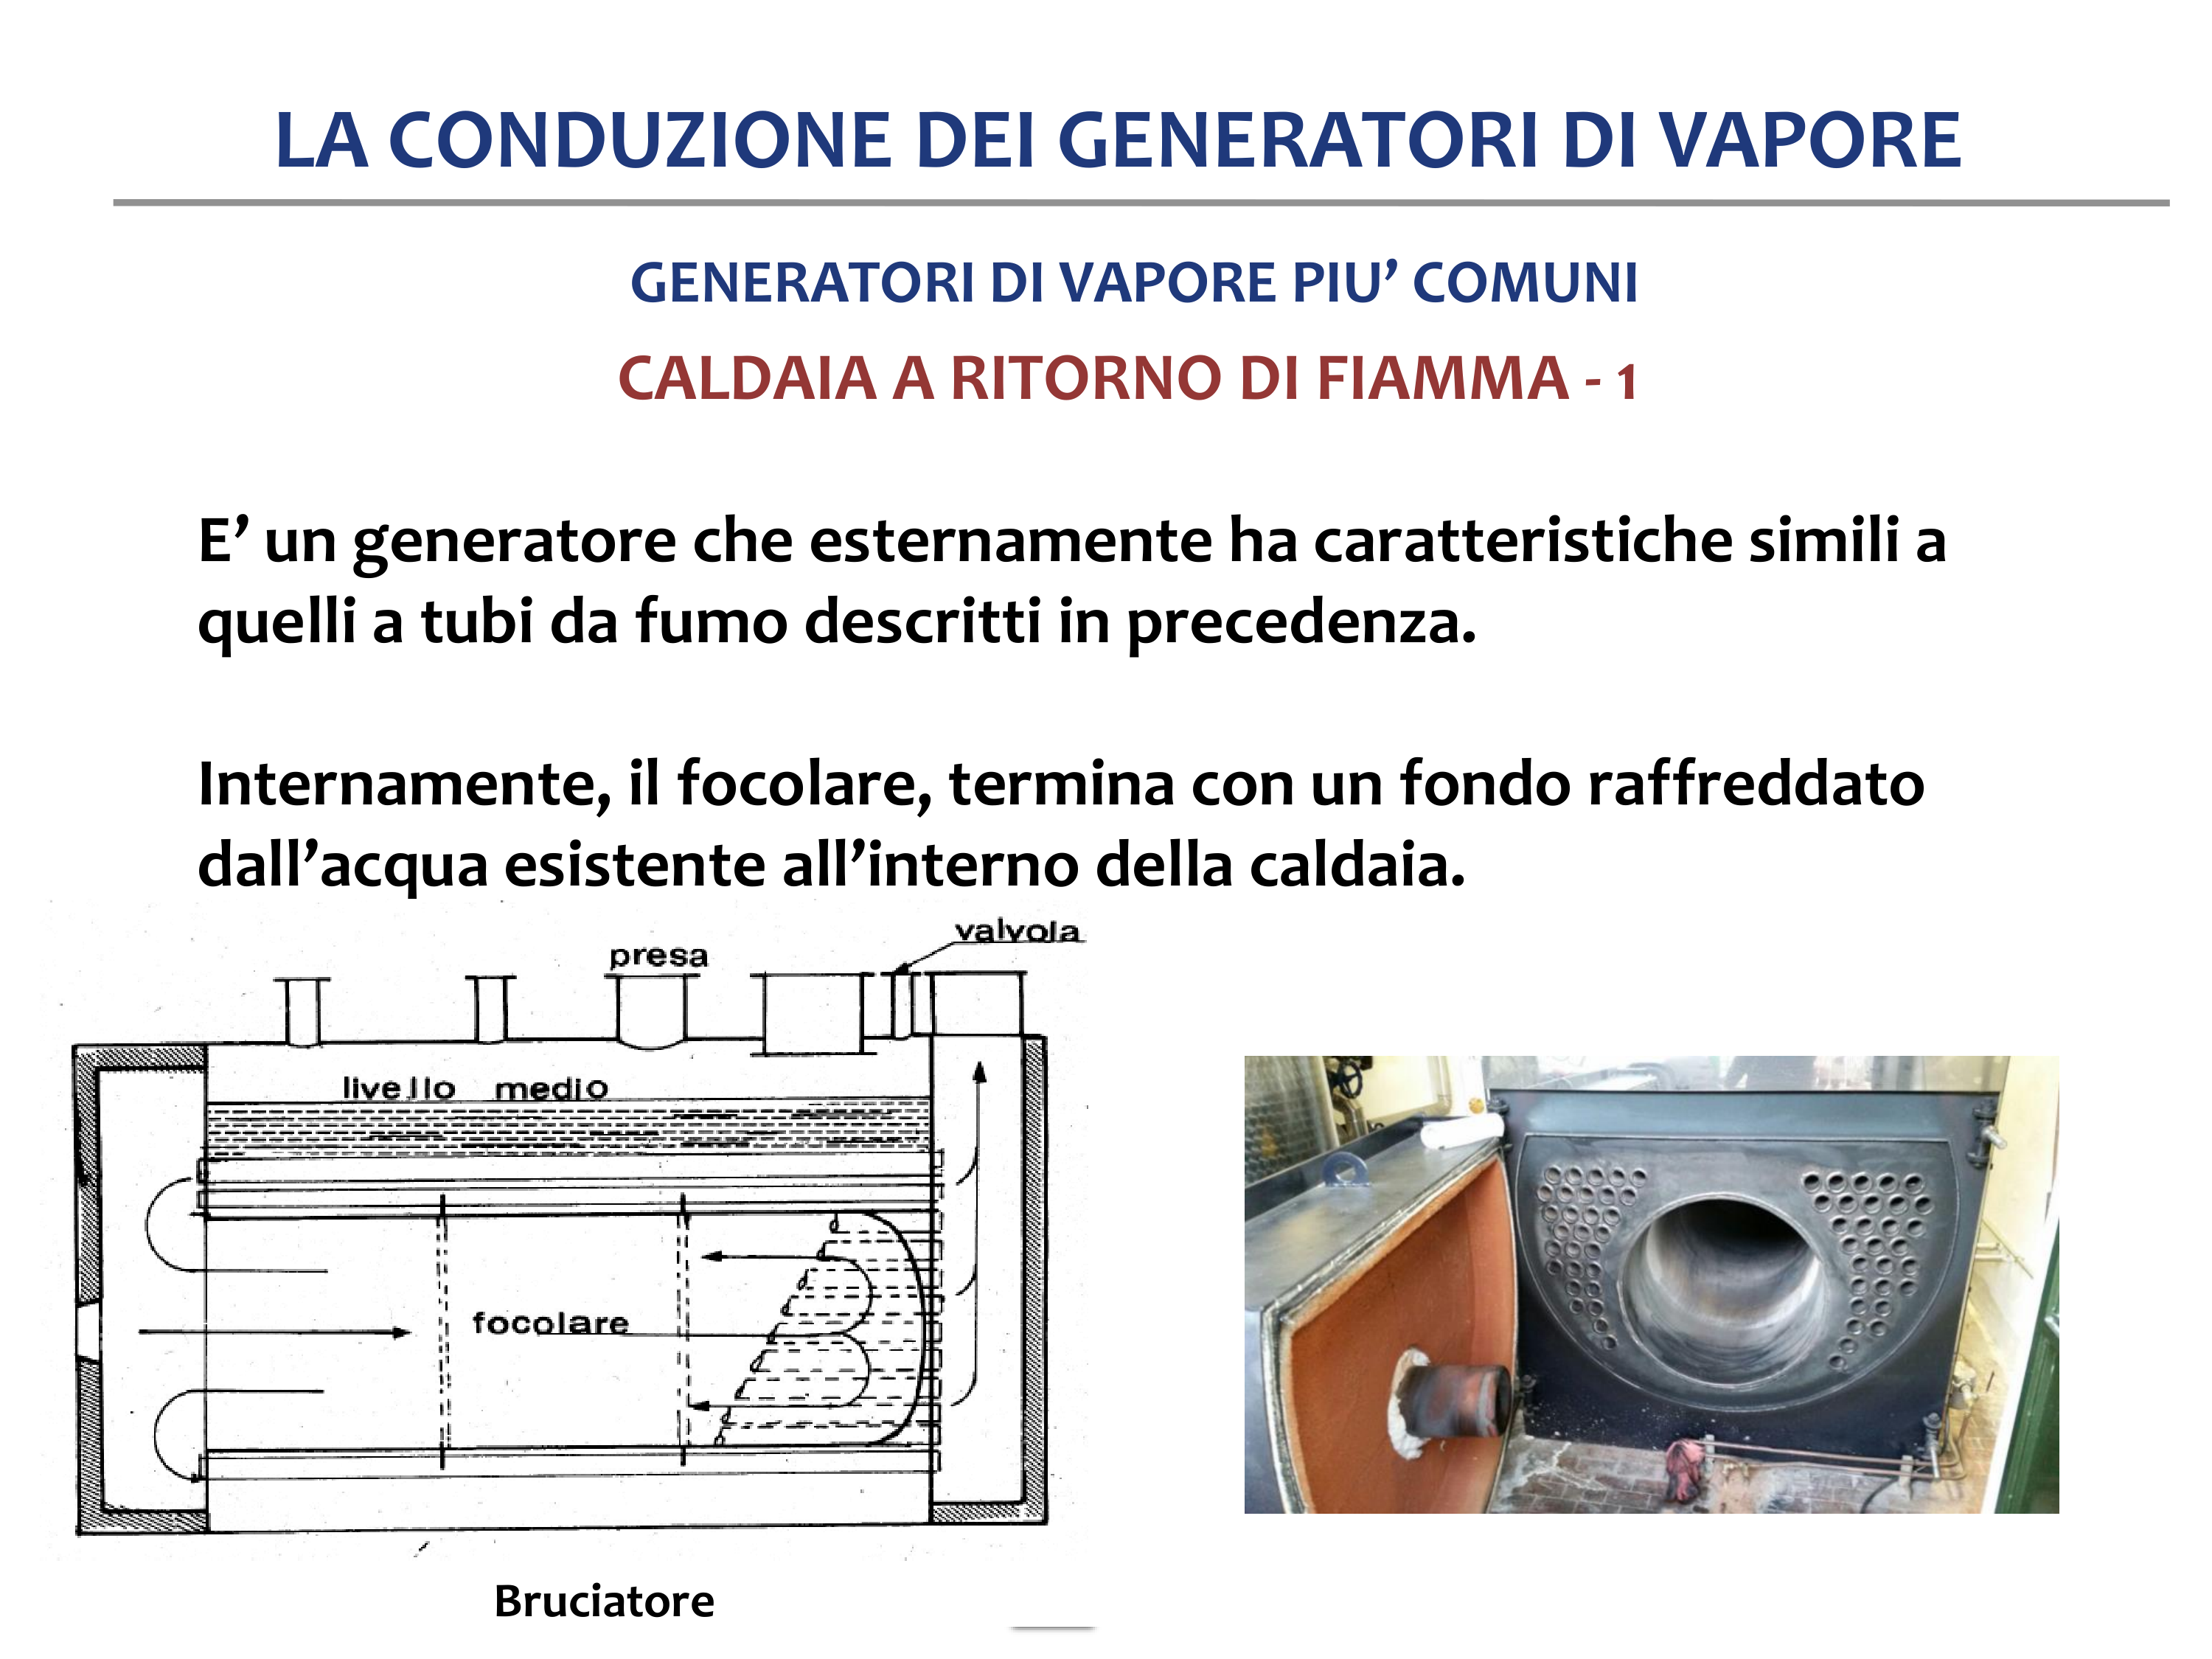 LA CONDUZIONE DEI GENERATORI DI VAPORE
GENERATORI DI VAPORE PIU’ COMUNI
CALDAIA A RITORNO DI FIAMMA - 1
E’ un generatore che esternamente ha caratteristiche simili a
quelli a tubi da fumo descritti in precedenza.
Internamente, il focolare, termina con un fondo raffreddato
dall’acqua esistente all’interno della caldaia.
valvola
presa
livello medio
focolare
Bruciatore